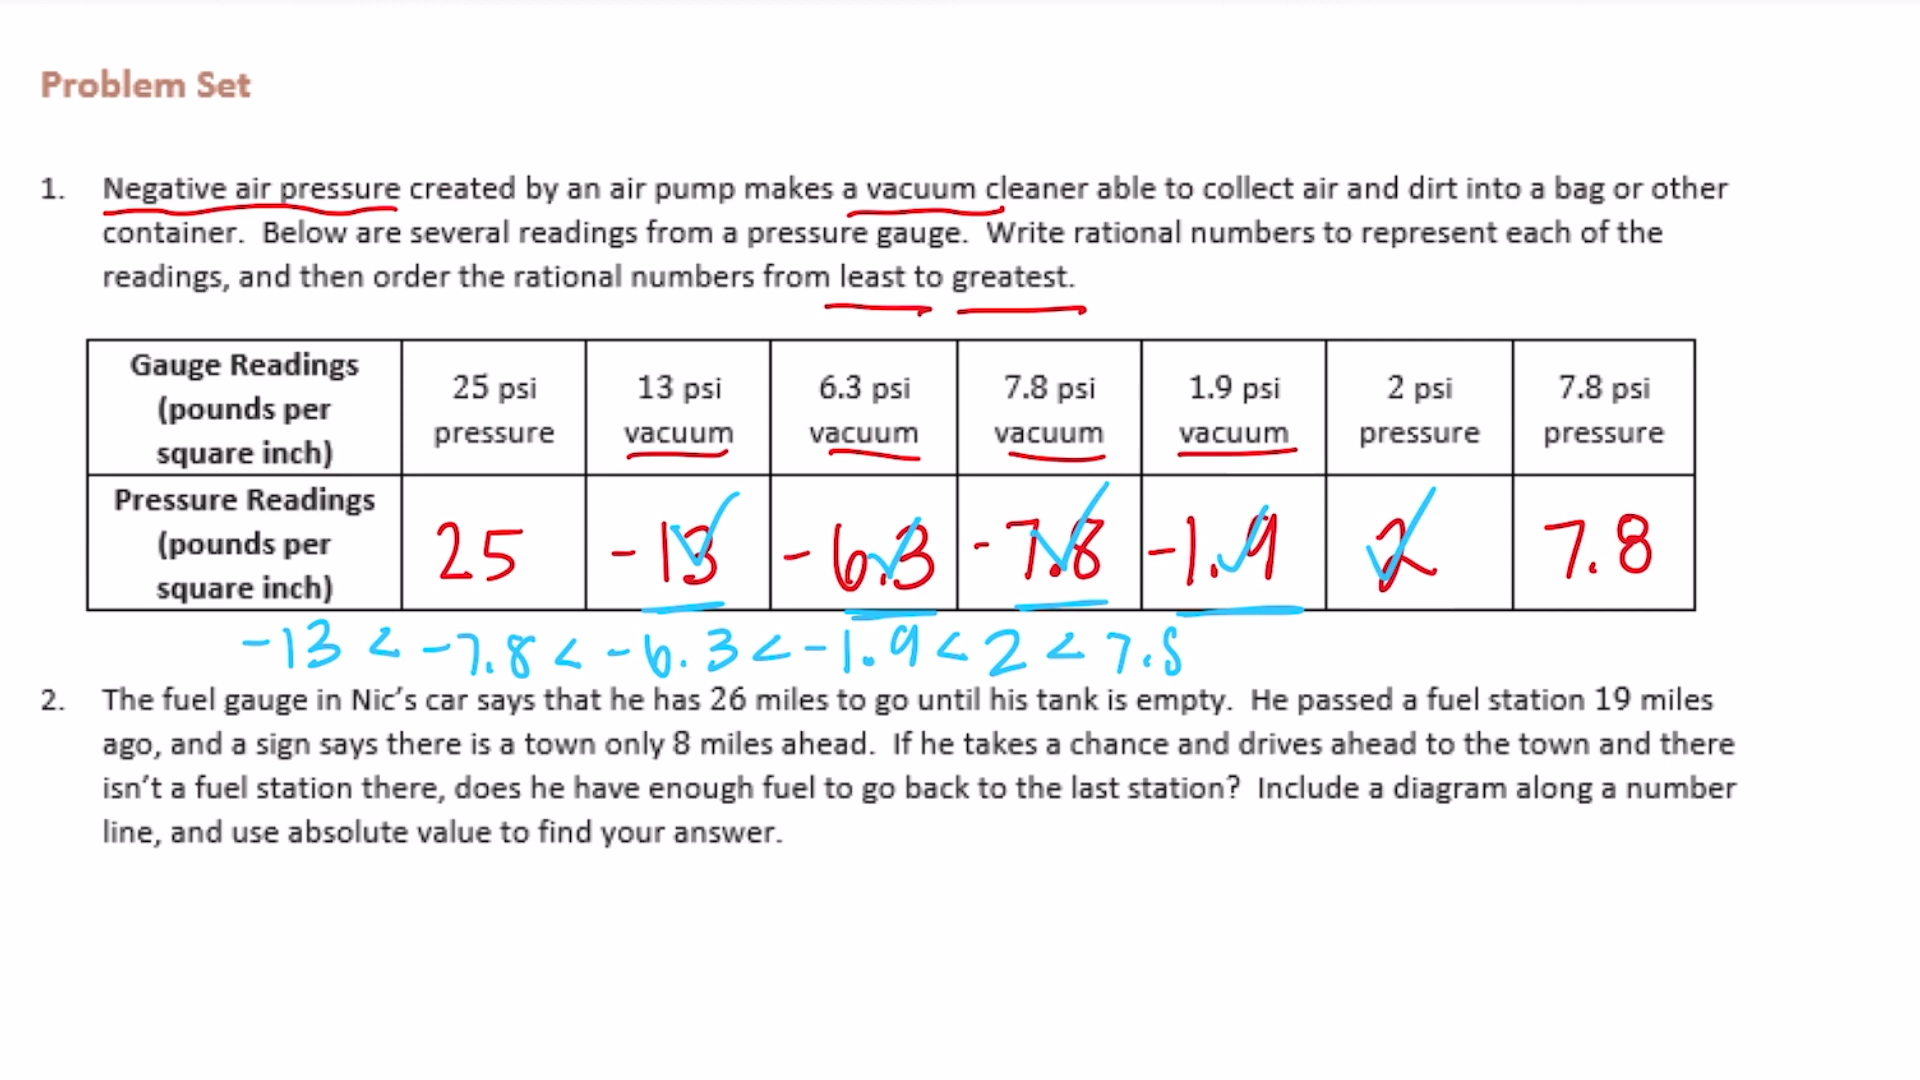 Problem Set
1. Negative air pressure created by an air pump makes a vacuum cleaner able to collect air and dirt into a bag or other
container. Below are several readings from a pressure gauge. Write rational numbers to represent each of the
readings, and then order the rational numbers from least to greatest.
Gauge Readings (pounds per square inch) 25 psi pressure 13 psi vacuum 6.3 psi vacuum 7.8 psi vacuum 1.9 psi vacuum 2 psi pressure 7.8 psi pressure
Pressure Readings (pounds per square inch) 25 -13 -6.3 -7.8 -1.9 2 7.8
-13 < -7.8 < -6.3 < -1.9 < 2 < 7.8
2. The fuel gauge in Nic's car says that he has 26 miles to go until his tank is empty. He passed a fuel station 19 miles
ago, and a sign says there is a town only 8 miles ahead. If he takes a chance and drives ahead to the town and there
isn't a fuel station there, does he have enough fuel to go back to the last station? Include a diagram along a number
line, and use absolute value to find your answer.